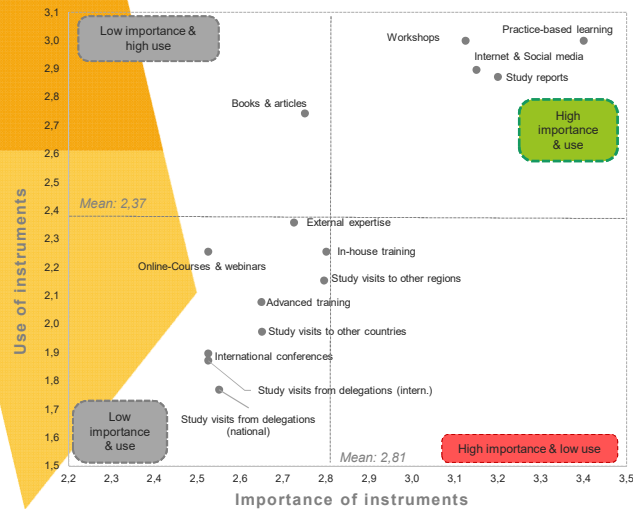 3,1
3,0
2,9
2,8
2,7
2,6
2,5
2,4
2,3
2,2
2,1
2,0
1,9
1,8
1,7
1,6
1,5
Use of instruments
Low importance &
high use
Workshops
Practice-based learning
Internet & Social media
Study reports
Books & articles
High
importance
& use
Mean: 2,37
External expertise
In-house training
Online-Courses & webinars
Study visits to other regions
Advanced training
Study visits to other countries
International conferences
Study visits from delegations (intern.)
Study visits from delegations
(national)
Low
importance
& use
High importance & low use
Mean: 2,81
2,2
2,3
2,4
2,5
2,6
2,7
2,8
2,9
3,0
3,1
3,2
3,3
3,4
3,5
Importance of instruments